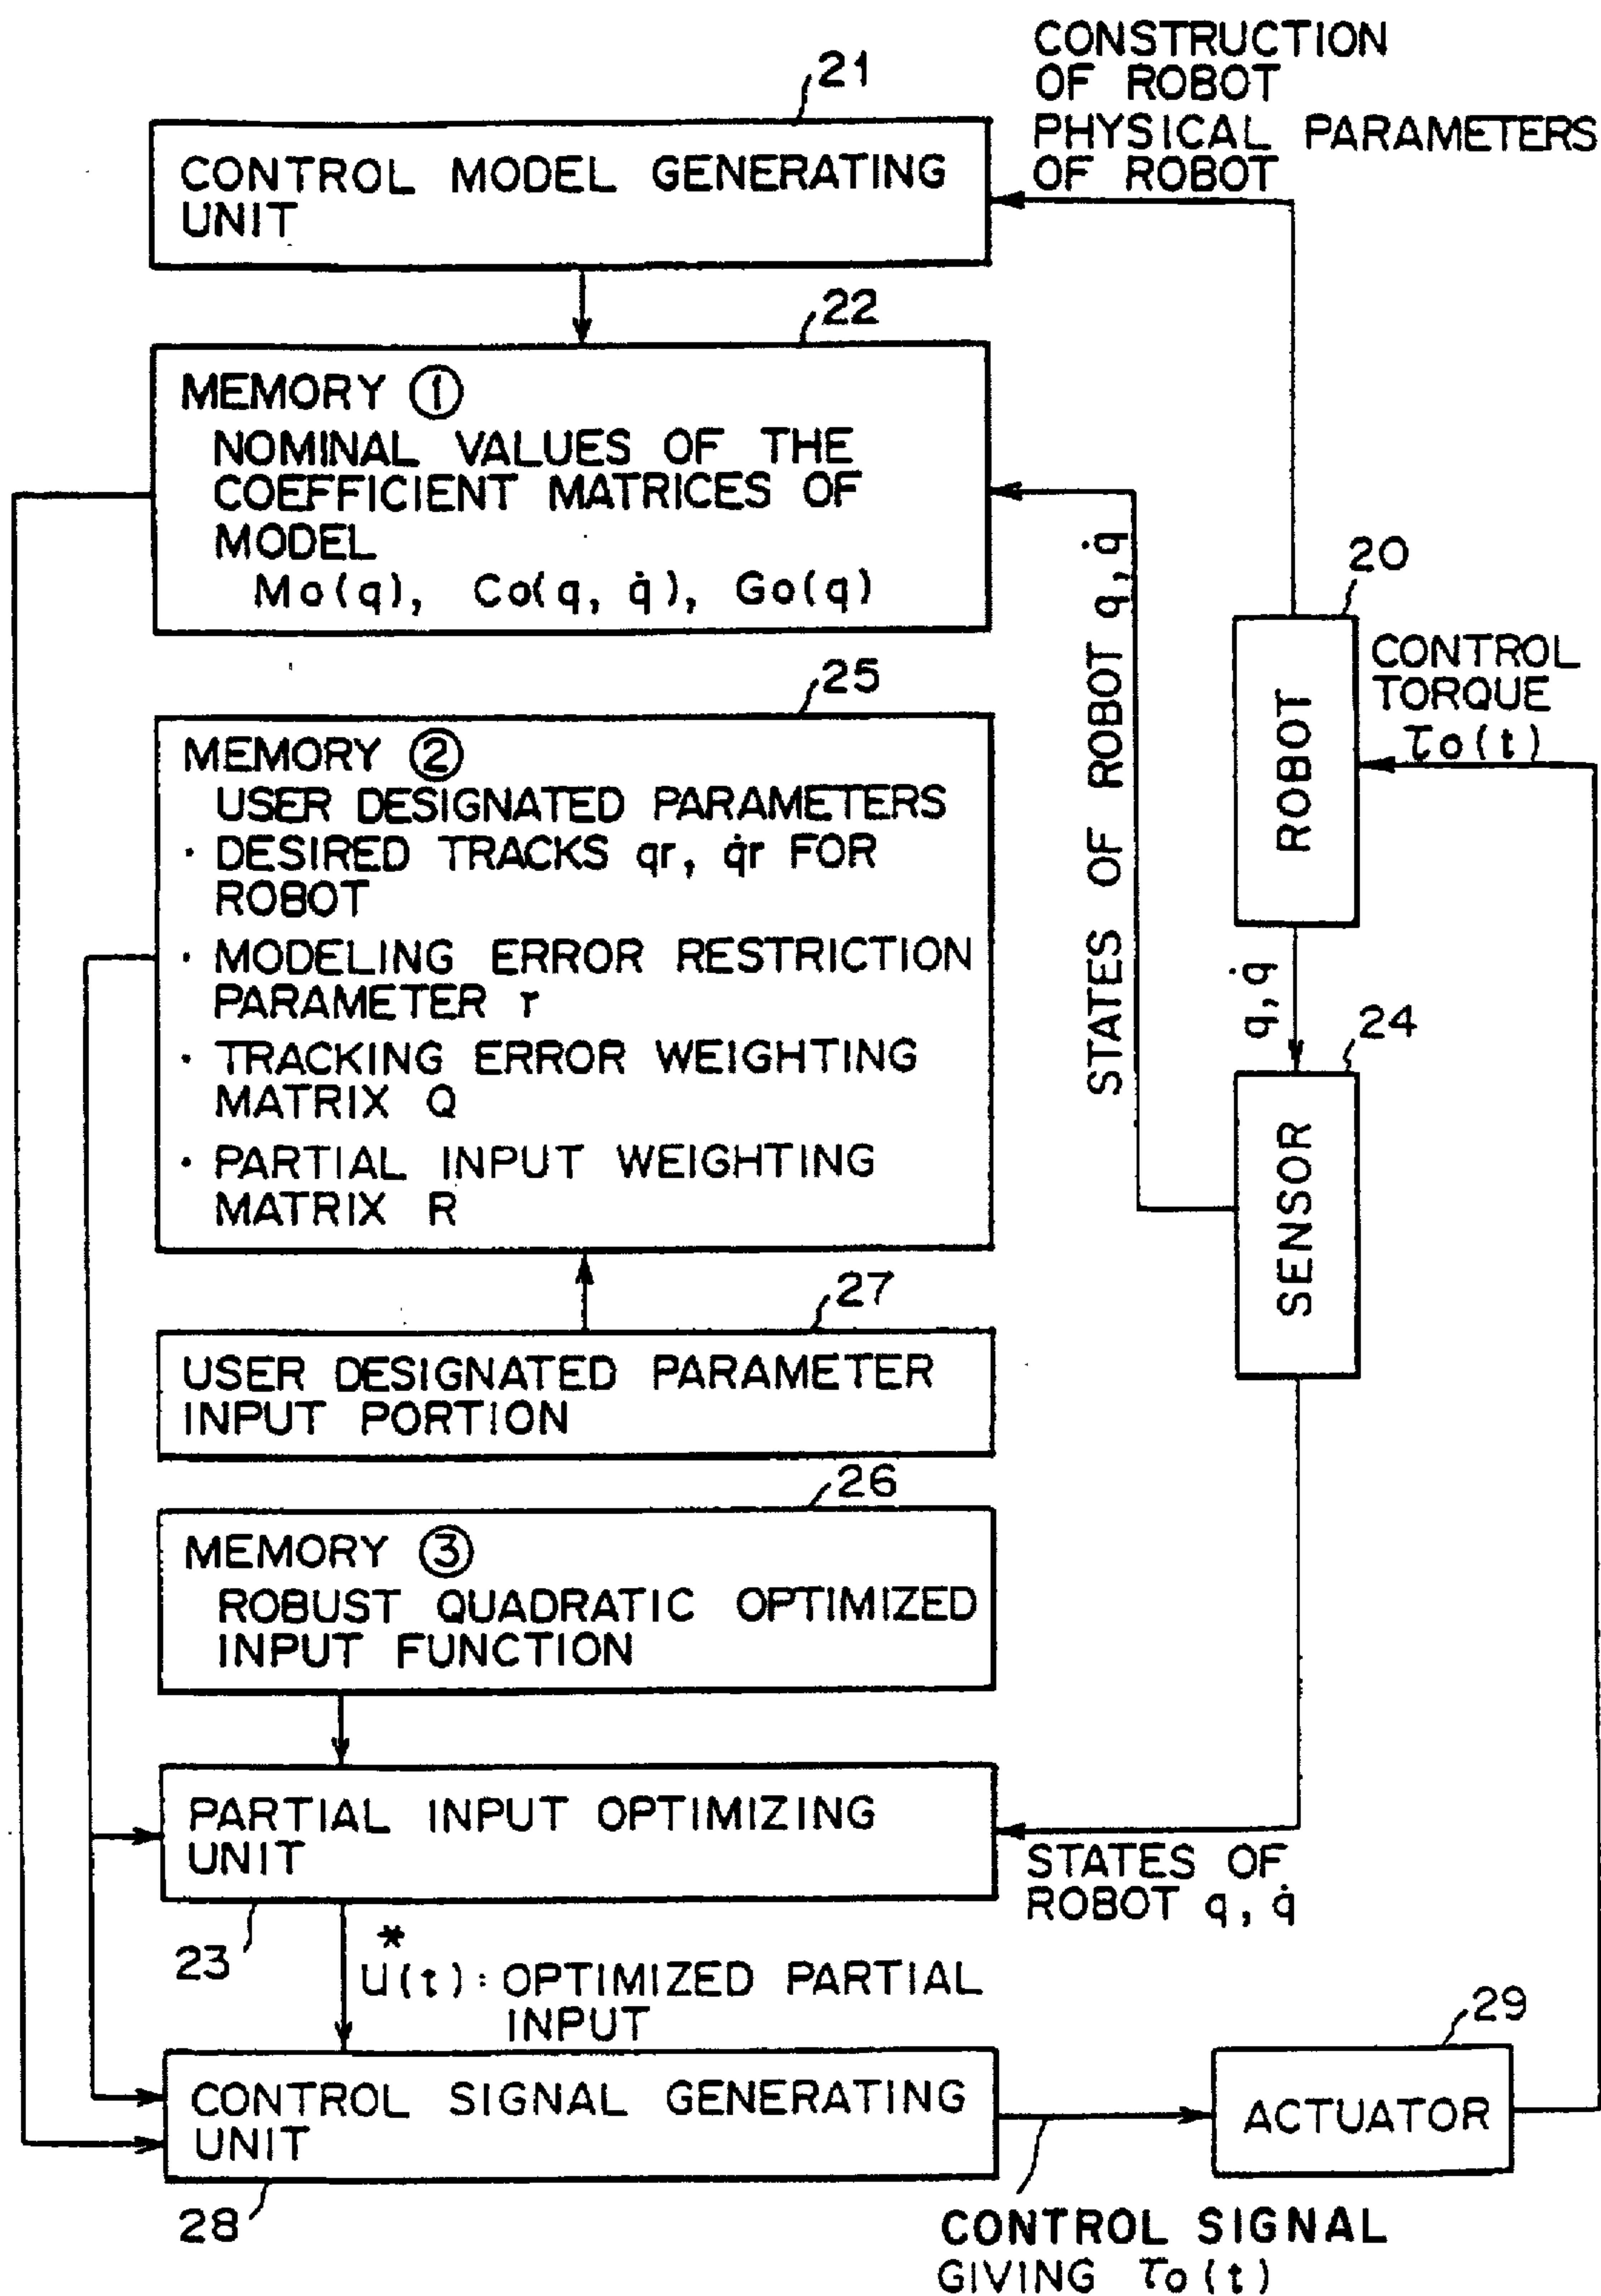 CONSTRUCTION
OF ROBOT
PHYSICAL PARAMETERS
OF ROBOT
21
CONTROL MODEL GENERATING
UNIT
22
MEMORY ①
NOMINAL VALUES OF THE
COEFFICIENT MATRICES OF
MODEL
Mo(q), Co(q, q̇), Go(q)
STATES OF ROBOT q, q̇
20
ROBOT
CONTROL
TORQUE
τo(t)
q, q̇
24
SENSOR
25
MEMORY ②
USER DESIGNATED PARAMETERS
· DESIRED TRACKS qr, q̇r FOR
ROBOT
· MODELING ERROR RESTRICTION
PARAMETER r
· TRACKING ERROR WEIGHTING
MATRIX Q
· PARTIAL INPUT WEIGHTING
MATRIX R
27
USER DESIGNATED PARAMETER
INPUT PORTION
26
MEMORY ③
ROBUST QUADRATIC OPTIMIZED
INPUT FUNCTION
PARTIAL INPUT OPTIMIZING
UNIT
23
STATES OF
ROBOT q, q̇
*
u(t): OPTIMIZED PARTIAL
INPUT
CONTROL SIGNAL GENERATING
UNIT
28
29
ACTUATOR
CONTROL SIGNAL
GIVING τo(t)